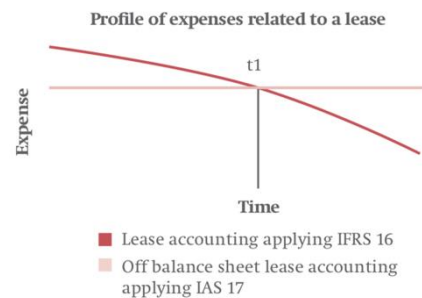 Profile of expenses related to a lease
t1
Expense
Time
Lease accounting applying IFRS 16
Off balance sheet lease accounting
applying IAS 17